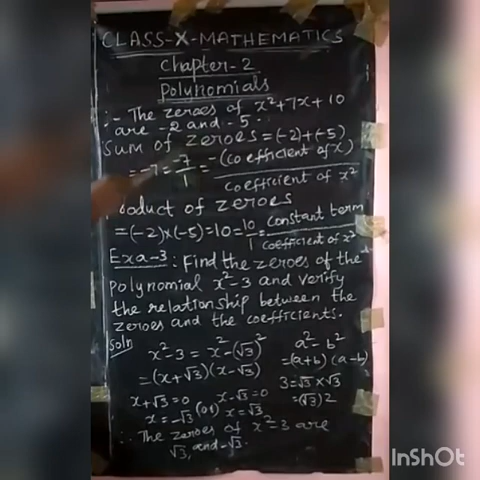 CLASS-X-MATHEMATICS
Chapter-2
Polynomials
∴- The zeroes of x²+7x+10
are -2 and -5.
Sum of zeroes = (-2)+(-5)
= -7 = -7/1 = -(coefficient of x)/coefficient of x²
oduct of zeroes
= (-2)×(-5) = 10 = 10/1 = constant term/coefficient of x²
Exa-3: Find the zeroes of the
polynomial x²-3 and verify
the relationship between the
zeroes and the coefficients.
Soln
x²-3 = x²-(√3)² a²-b²
= (x+√3)(x-√3) =(a+b)(a-b)
x+√3=0 x-√3=0 3=√3×√3
x=-√3 (or) x=√3 =(√3)2
∴ The zeroes of x²-3 are
√3, and -√3.
InShOt